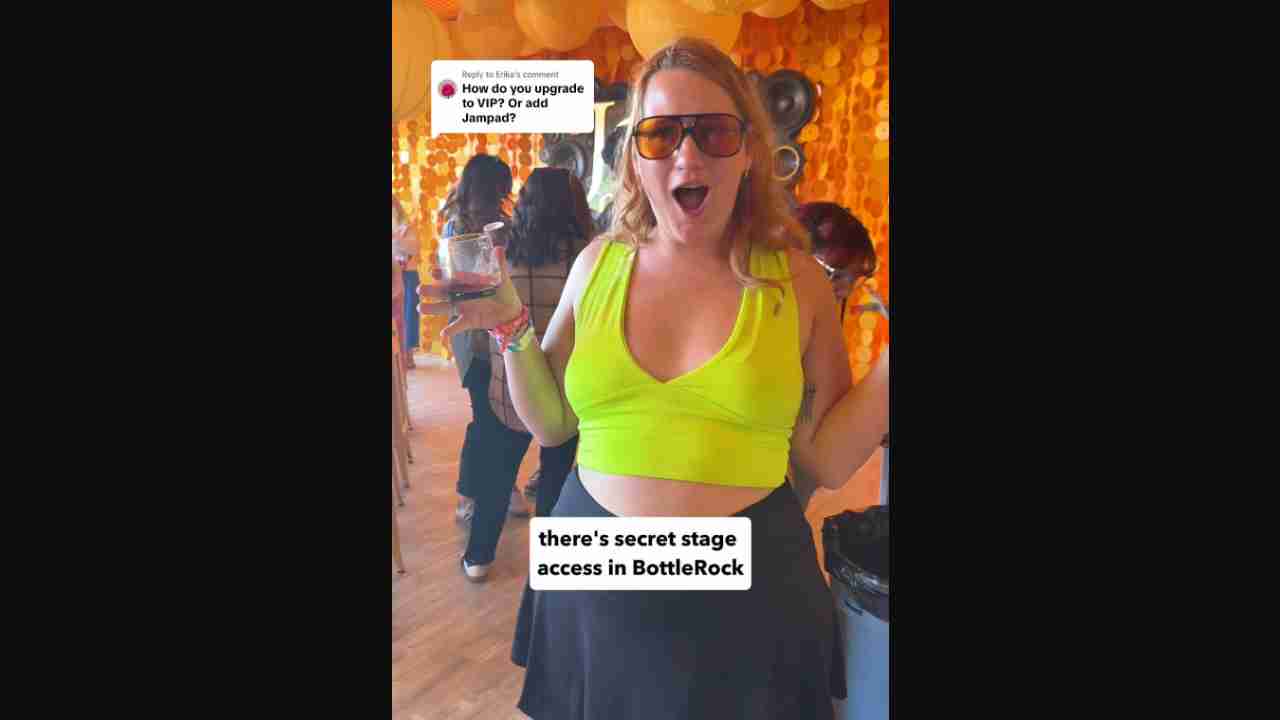 Reply to Erika's comment
How do you upgrade
to VIP? Or add
Jampad?
there's secret stage
access in BottleRock